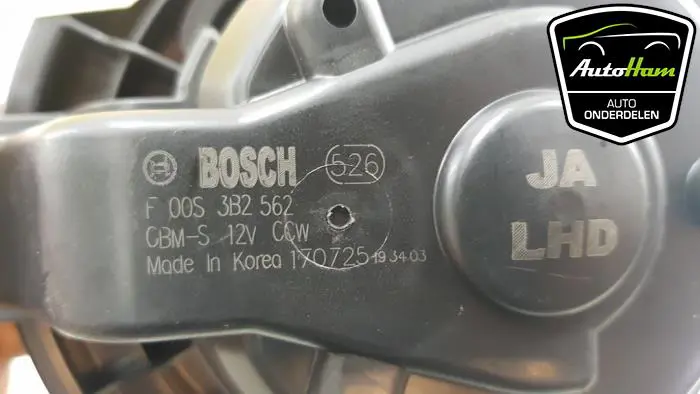 BOSCH 526
F 00S 3B2 562
CBM-S 12V CCW
Made In Korea 170725 19 34 03
JA
LHD
AutoHam
AUTO
ONDERDELEN